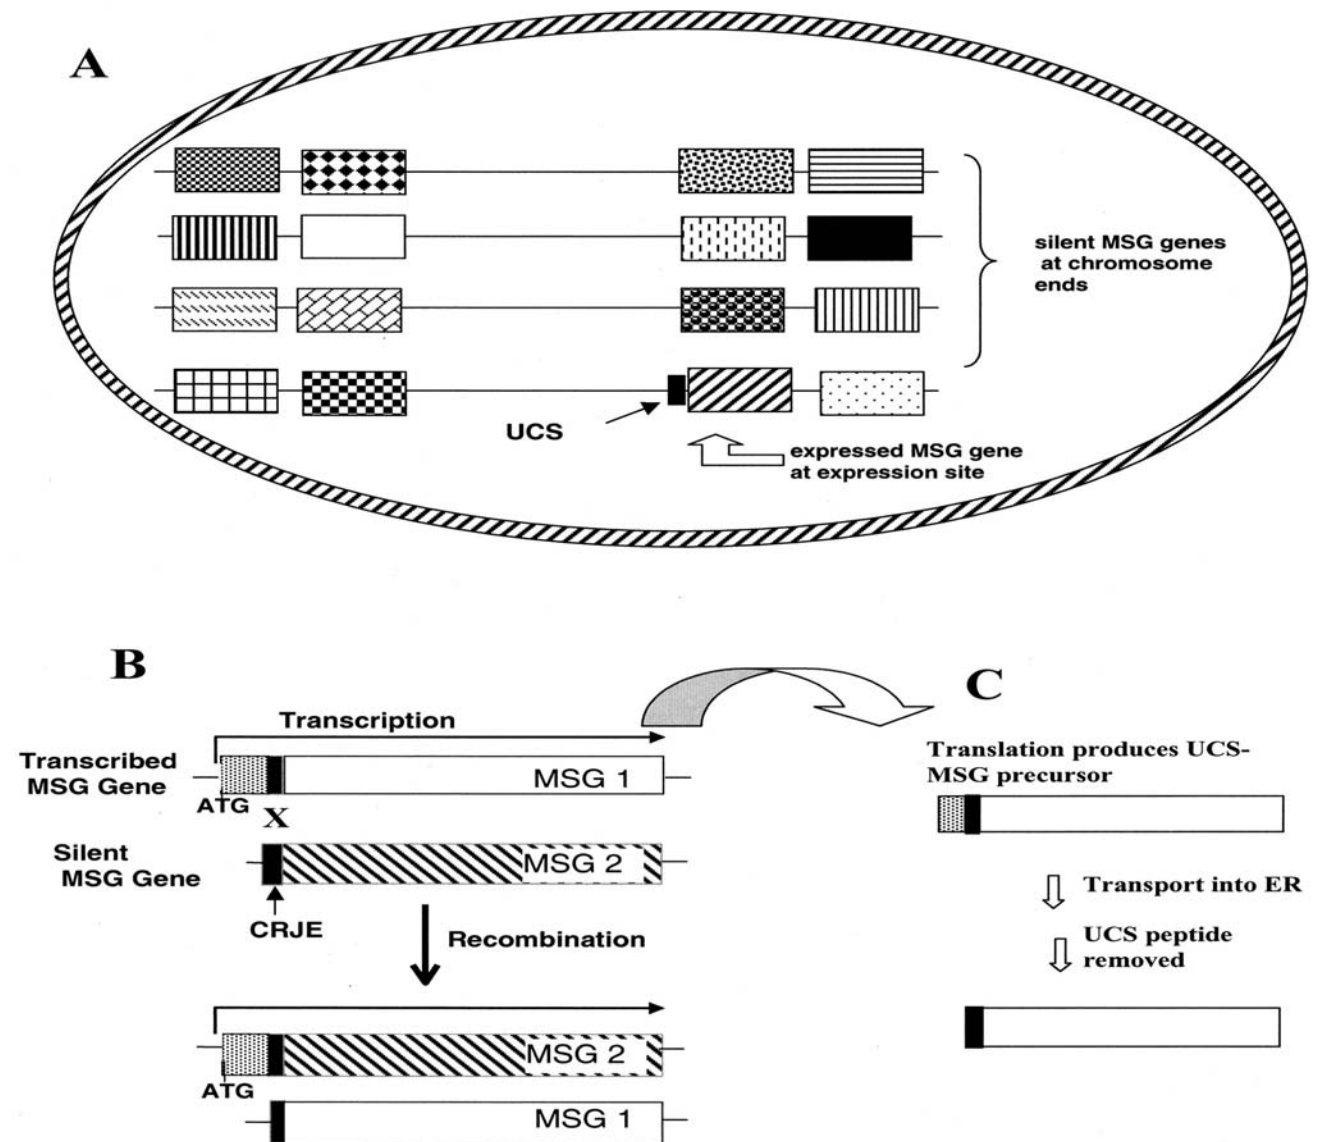 A
silent MSG genes
at chromosome
ends
UCS
expressed MSG gene
at expression site
B
C
Transcription
Transcribed
MSG Gene
MSG 1
ATG
X
Silent
MSG Gene
MSG 2
CRJE
Recombination
MSG 2
ATG
MSG 1
Translation produces UCS-
MSG precursor
Transport into ER
UCS peptide
removed